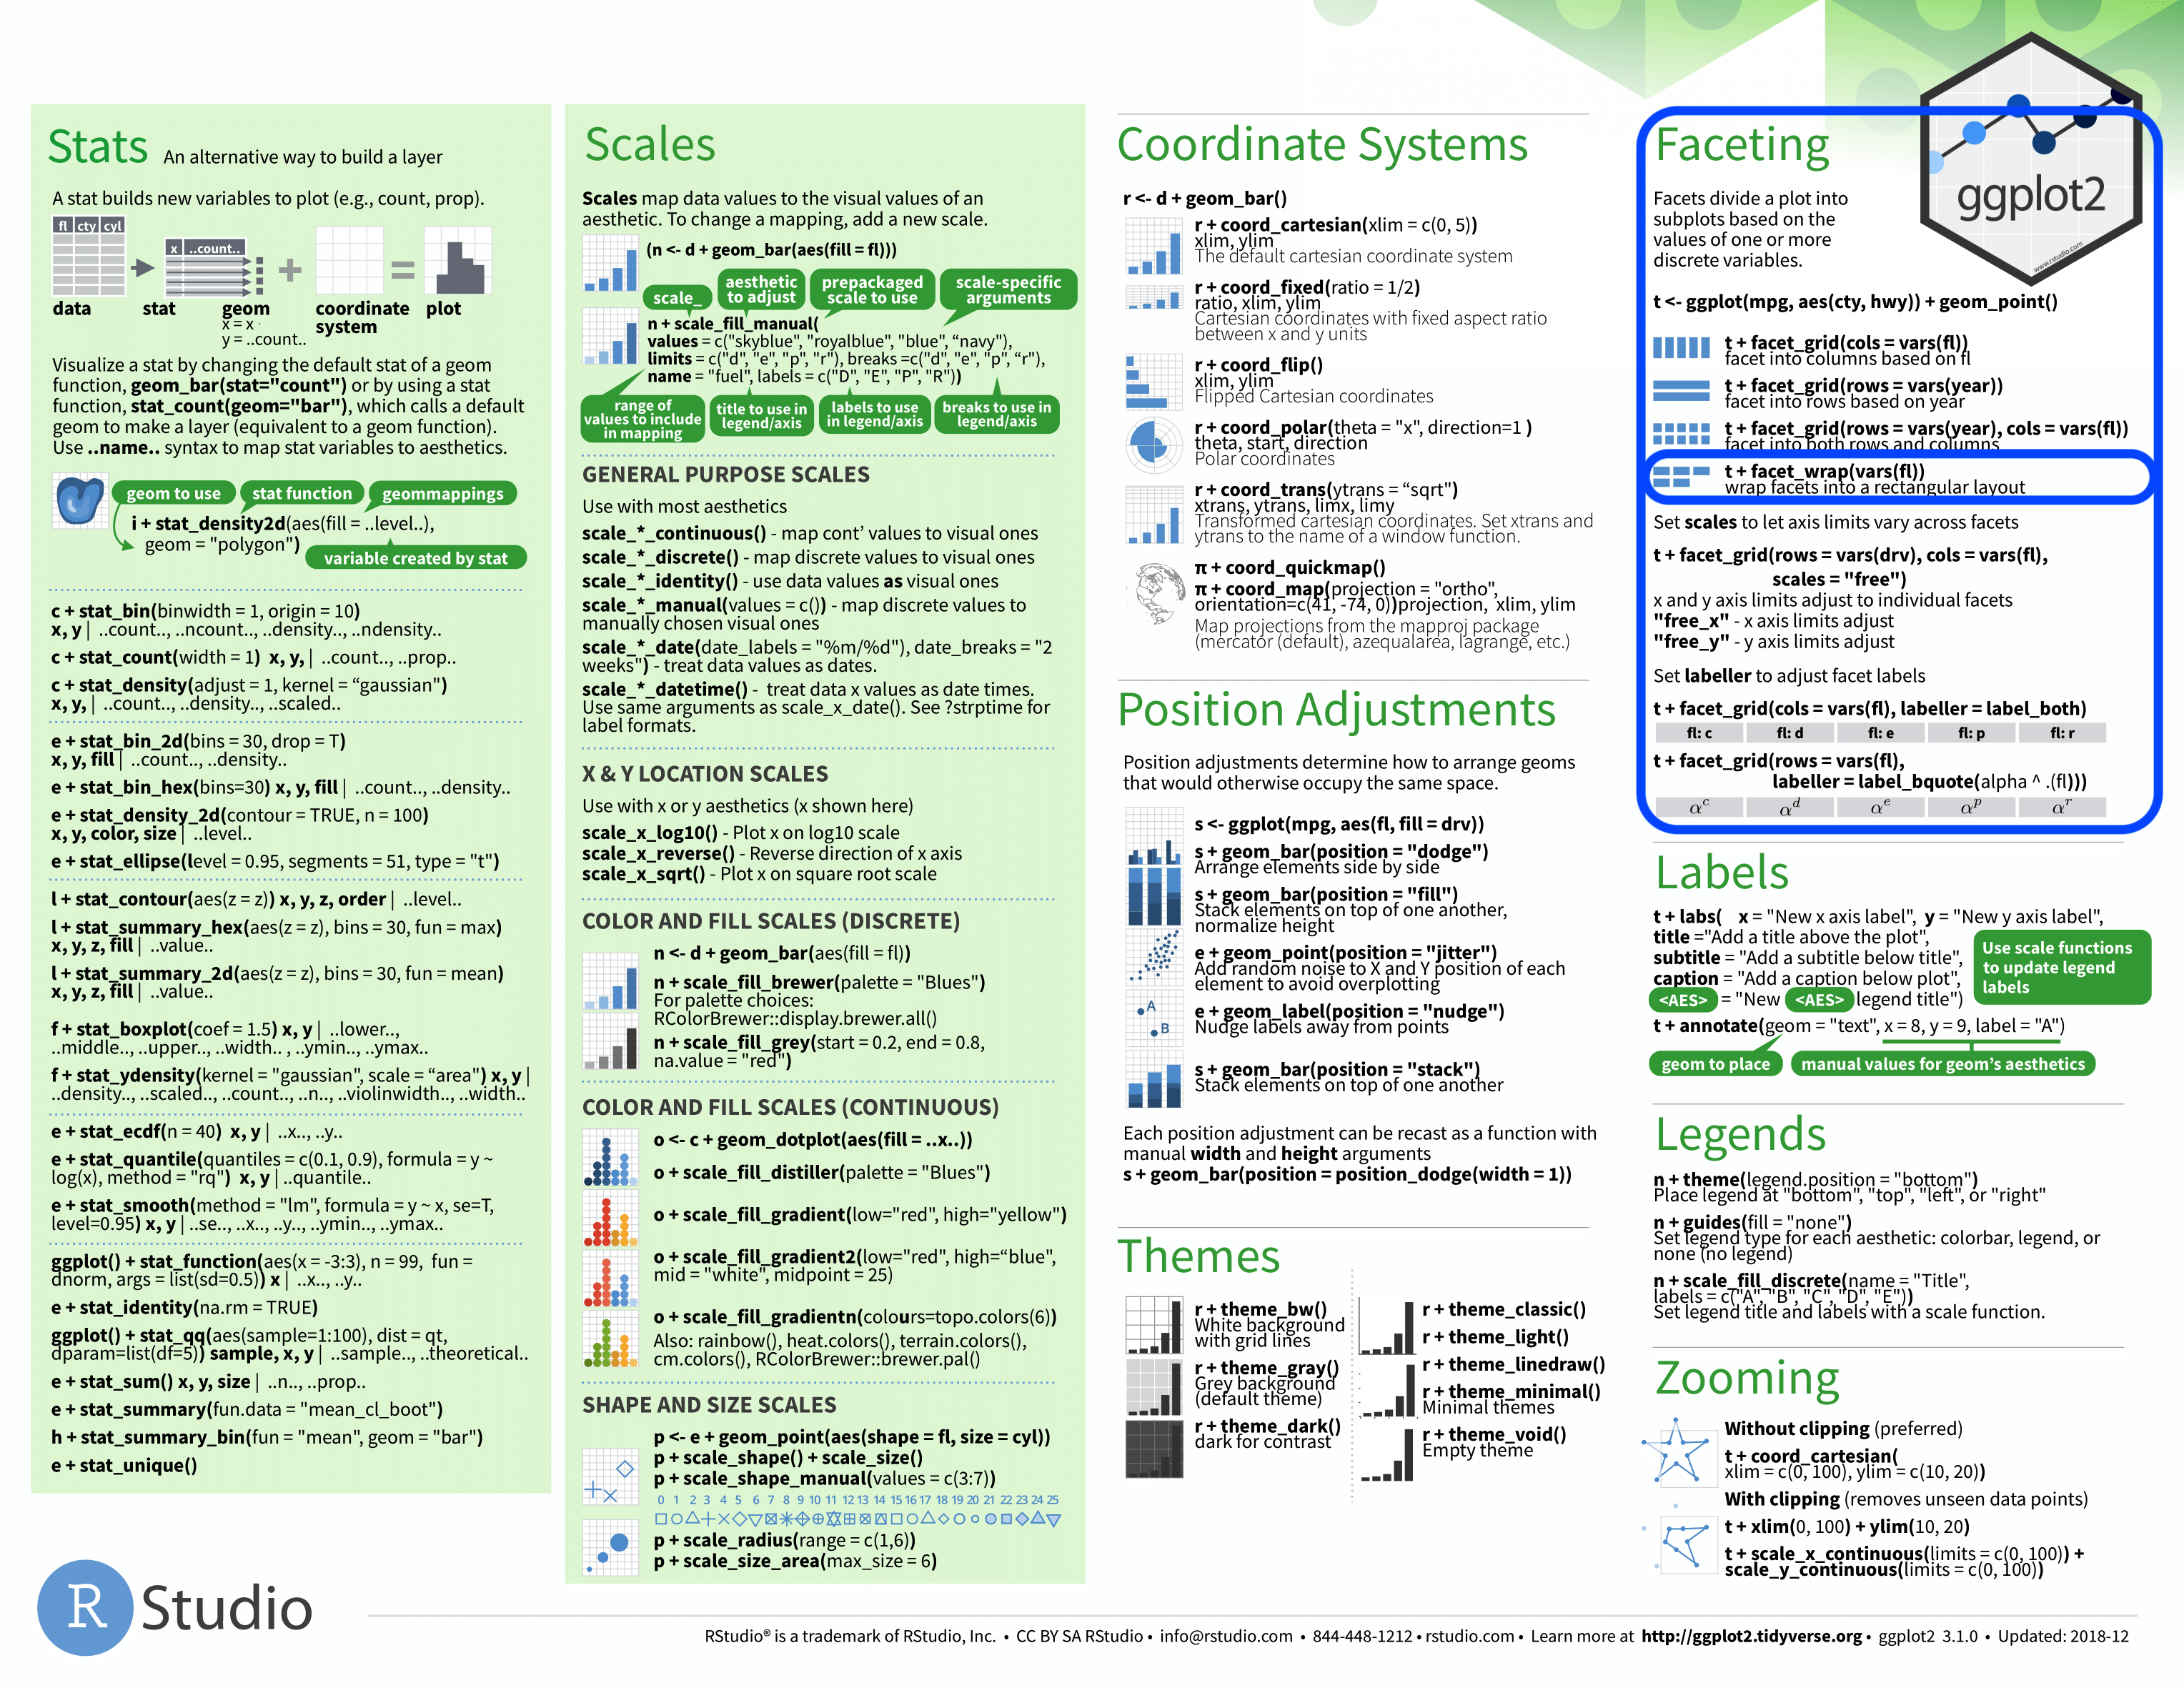 Stats An alternative way to build a layer
A stat builds new variables to plot (e.g., count, prop).
fl cty cyl
x ..count..
data stat geom coordinate plot
x = x · system
y = ..count..
Visualize a stat by changing the default stat of a geom
function, geom_bar(stat="count") or by using a stat
function, stat_count(geom="bar"), which calls a default
geom to make a layer (equivalent to a geom function).
Use ..name.. syntax to map stat variables to aesthetics.
geom to use stat function geommappings
i + stat_density2d(aes(fill = ..level..),
geom = "polygon")
variable created by stat
c + stat_bin(binwidth = 1, origin = 10)
x, y | ..count.., ..ncount.., ..density.., ..ndensity..
c + stat_count(width = 1) x, y, | ..count.., ..prop..
c + stat_density(adjust = 1, kernel = “gaussian")
x, y, | ..count.., ..density.., ..scaled..
e + stat_bin_2d(bins = 30, drop = T)
x, y, fill | ..count.., ..density..
e + stat_bin_hex(bins=30) x, y, fill | ..count.., ..density..
e + stat_density_2d(contour = TRUE, n = 100)
x, y, color, size | ..level..
e + stat_ellipse(level = 0.95, segments = 51, type = "t")
l + stat_contour(aes(z = z)) x, y, z, order | ..level..
l + stat_summary_hex(aes(z = z), bins = 30, fun = max)
x, y, z, fill | ..value..
l + stat_summary_2d(aes(z = z), bins = 30, fun = mean)
x, y, z, fill | ..value..
f + stat_boxplot(coef = 1.5) x, y | ..lower..,
..middle.., ..upper.., ..width.. , ..ymin.., ..ymax..
f + stat_ydensity(kernel = "gaussian", scale = “area") x, y |
..density.., ..scaled.., ..count.., ..n.., ..violinwidth.., ..width..
e + stat_ecdf(n = 40) x, y | ..x.., ..y..
e + stat_quantile(quantiles = c(0.1, 0.9), formula = y ~
log(x), method = "rq") x, y | ..quantile..
e + stat_smooth(method = "lm", formula = y ~ x, se=T,
level=0.95) x, y | ..se.., ..x.., ..y.., ..ymin.., ..ymax..
ggplot() + stat_function(aes(x = -3:3), n = 99, fun =
dnorm, args = list(sd=0.5)) x | ..x.., ..y..
e + stat_identity(na.rm = TRUE)
ggplot() + stat_qq(aes(sample=1:100), dist = qt,
dparam=list(df=5)) sample, x, y | ..sample.., ..theoretical..
e + stat_sum() x, y, size | ..n.., ..prop..
e + stat_summary(fun.data = "mean_cl_boot")
h + stat_summary_bin(fun = "mean", geom = "bar")
e + stat_unique()
Scales
Scales map data values to the visual values of an
aesthetic. To change a mapping, add a new scale.
(n <- d + geom_bar(aes(fill = fl)))
scale_ aesthetic to adjust prepackaged scale to use scale-specific arguments
n + scale_fill_manual(
values = c("skyblue", "royalblue", "blue", “navy"),
limits = c("d", "e", "p", "r"), breaks =c("d", "e", "p", “r"),
name = "fuel", labels = c("D", "E", "P", "R"))
range of values to include in mapping title to use in legend/axis labels to use in legend/axis breaks to use in legend/axis
GENERAL PURPOSE SCALES
Use with most aesthetics
scale_*_continuous() - map cont’ values to visual ones
scale_*_discrete() - map discrete values to visual ones
scale_*_identity() - use data values as visual ones
scale_*_manual(values = c()) - map discrete values to
manually chosen visual ones
scale_*_date(date_labels = "%m/%d"), date_breaks = "2
weeks") - treat data values as dates.
scale_*_datetime() - treat data x values as date times.
Use same arguments as scale_x_date(). See ?strptime for
label formats.
X & Y LOCATION SCALES
Use with x or y aesthetics (x shown here)
scale_x_log10() - Plot x on log10 scale
scale_x_reverse() - Reverse direction of x axis
scale_x_sqrt() - Plot x on square root scale
COLOR AND FILL SCALES (DISCRETE)
n <- d + geom_bar(aes(fill = fl))
n + scale_fill_brewer(palette = "Blues")
For palette choices:
RColorBrewer::display.brewer.all()
n + scale_fill_grey(start = 0.2, end = 0.8,
na.value = "red")
COLOR AND FILL SCALES (CONTINUOUS)
o <- c + geom_dotplot(aes(fill = ..x..))
o + scale_fill_distiller(palette = "Blues")
o + scale_fill_gradient(low="red", high="yellow")
o + scale_fill_gradient2(low="red", high=“blue",
mid = "white", midpoint = 25)
o + scale_fill_gradientn(colours=topo.colors(6))
Also: rainbow(), heat.colors(), terrain.colors(),
cm.colors(), RColorBrewer::brewer.pal()
SHAPE AND SIZE SCALES
p <- e + geom_point(aes(shape = fl, size = cyl))
p + scale_shape() + scale_size()
p + scale_shape_manual(values = c(3:7))
0 1 2 3 4 5 6 7 8 9 10 11 12 13 14 15 16 17 18 19 20 21 22 23 24 25
p + scale_radius(range = c(1,6))
p + scale_size_area(max_size = 6)
Coordinate Systems
r <- d + geom_bar()
r + coord_cartesian(xlim = c(0, 5))
xlim, ylim
The default cartesian coordinate system
r + coord_fixed(ratio = 1/2)
ratio, xlim, ylim
Cartesian coordinates with fixed aspect ratio
between x and y units
r + coord_flip()
xlim, ylim
Flipped Cartesian coordinates
r + coord_polar(theta = "x", direction=1 )
theta, start, direction
Polar coordinates
r + coord_trans(ytrans = “sqrt")
xtrans, ytrans, limx, limy
Transformed cartesian coordinates. Set xtrans and
ytrans to the name of a window function.
π + coord_quickmap()
π + coord_map(projection = "ortho",
orientation=c(41, -74, 0))projection, xlim, ylim
Map projections from the mapproj package
(mercator (default), azequalarea, lagrange, etc.)
Position Adjustments
Position adjustments determine how to arrange geoms
that would otherwise occupy the same space.
s <- ggplot(mpg, aes(fl, fill = drv))
s + geom_bar(position = "dodge")
Arrange elements side by side
s + geom_bar(position = "fill")
Stack elements on top of one another,
normalize height
e + geom_point(position = "jitter")
Add random noise to X and Y position of each
element to avoid overplotting
A
B
e + geom_label(position = "nudge")
Nudge labels away from points
s + geom_bar(position = "stack")
Stack elements on top of one another
Each position adjustment can be recast as a function with
manual width and height arguments
s + geom_bar(position = position_dodge(width = 1))
Themes
r + theme_bw()
White background
with grid lines
r + theme_gray()
Grey background
(default theme)
r + theme_dark()
dark for contrast
r + theme_classic()
r + theme_light()
r + theme_linedraw()
r + theme_minimal()
Minimal themes
r + theme_void()
Empty theme
ggplot2
www.rstudio.com
Faceting
Facets divide a plot into
subplots based on the
values of one or more
discrete variables.
t <- ggplot(mpg, aes(cty, hwy)) + geom_point()
t + facet_grid(cols = vars(fl))
facet into columns based on fl
t + facet_grid(rows = vars(year))
facet into rows based on year
t + facet_grid(rows = vars(year), cols = vars(fl))
facet into both rows and columns
t + facet_wrap(vars(fl))
wrap facets into a rectangular layout
Set scales to let axis limits vary across facets
t + facet_grid(rows = vars(drv), cols = vars(fl),
scales = "free")
x and y axis limits adjust to individual facets
"free_x" - x axis limits adjust
"free_y" - y axis limits adjust
Set labeller to adjust facet labels
t + facet_grid(cols = vars(fl), labeller = label_both)
fl: c fl: d fl: e fl: p fl: r
t + facet_grid(rows = vars(fl),
labeller = label_bquote(alpha ^ .(fl)))
α^c α^d α^e α^p α^r
Labels
t + labs( x = "New x axis label", y = "New y axis label",
title ="Add a title above the plot",
subtitle = "Add a subtitle below title",
caption = "Add a caption below plot",
<AES> = "New <AES> legend title")
Use scale functions
to update legend
labels
t + annotate(geom = "text", x = 8, y = 9, label = "A")
geom to place manual values for geom’s aesthetics
Legends
n + theme(legend.position = "bottom")
Place legend at "bottom", "top", "left", or "right"
n + guides(fill = "none")
Set legend type for each aesthetic: colorbar, legend, or
none (no legend)
n + scale_fill_discrete(name = "Title",
labels = c("A", "B", "C", "D", "E"))
Set legend title and labels with a scale function.
Zooming
Without clipping (preferred)
t + coord_cartesian(
xlim = c(0, 100), ylim = c(10, 20))
With clipping (removes unseen data points)
t + xlim(0, 100) + ylim(10, 20)
t + scale_x_continuous(limits = c(0, 100)) +
scale_y_continuous(limits = c(0, 100))
R Studio
RStudio® is a trademark of RStudio, Inc. • CC BY SA RStudio • info@rstudio.com • 844-448-1212 • rstudio.com • Learn more at http://ggplot2.tidyverse.org • ggplot2 3.1.0 • Updated: 2018-12